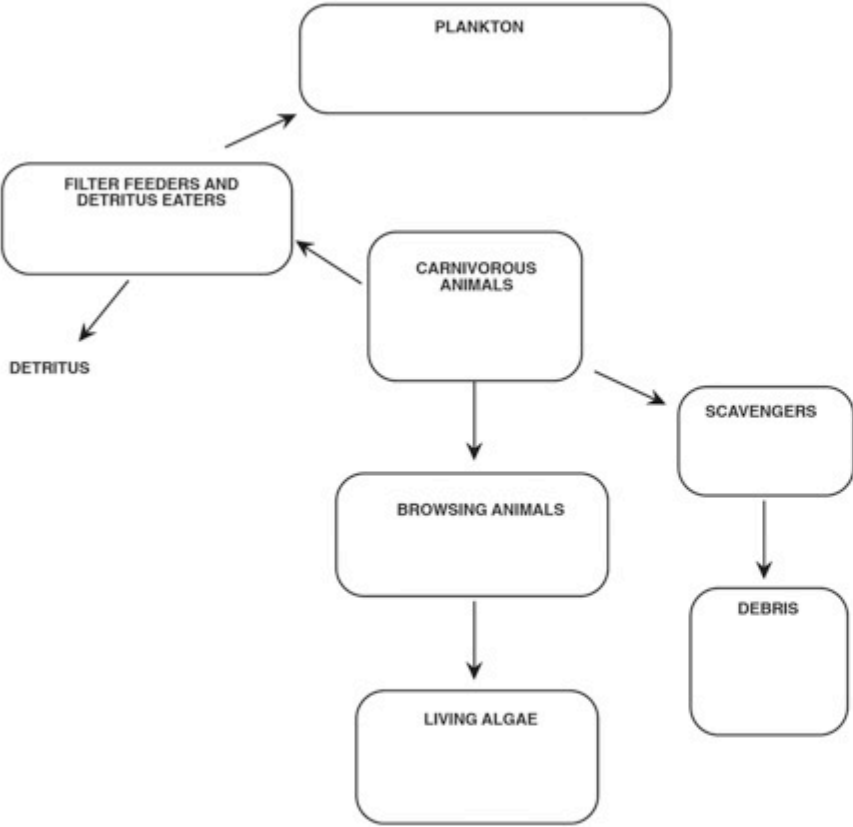 PLANKTON
FILTER FEEDERS AND
DETRITUS EATERS
CARNIVOROUS
ANIMALS
DETRITUS
SCAVENGERS
BROWSING ANIMALS
DEBRIS
LIVING ALGAE